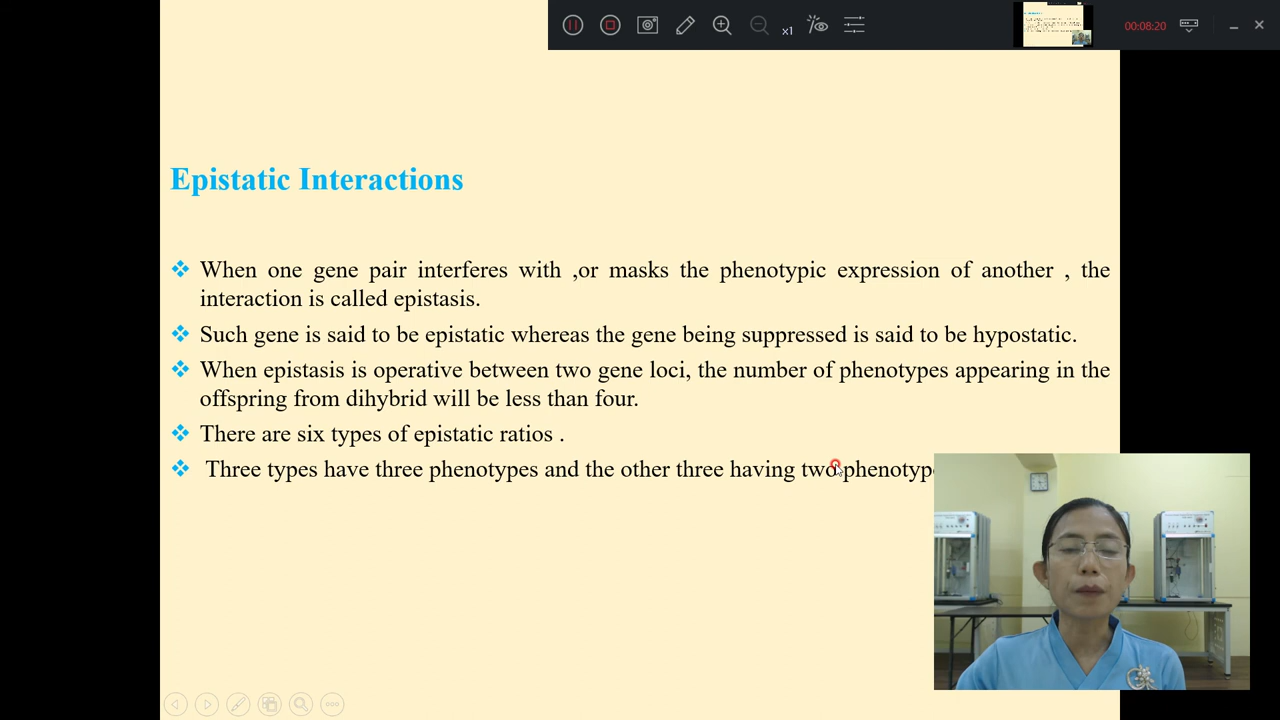 x1
00:08:20
Epistatic Interactions
When one gene pair interferes with ,or masks the phenotypic expression of another , the
interaction is called epistasis.
Such gene is said to be epistatic whereas the gene being suppressed is said to be hypostatic.
When epistasis is operative between two gene loci, the number of phenotypes appearing in the
offspring from dihybrid will be less than four.
There are six types of epistatic ratios .
Three types have three phenotypes and the other three having two